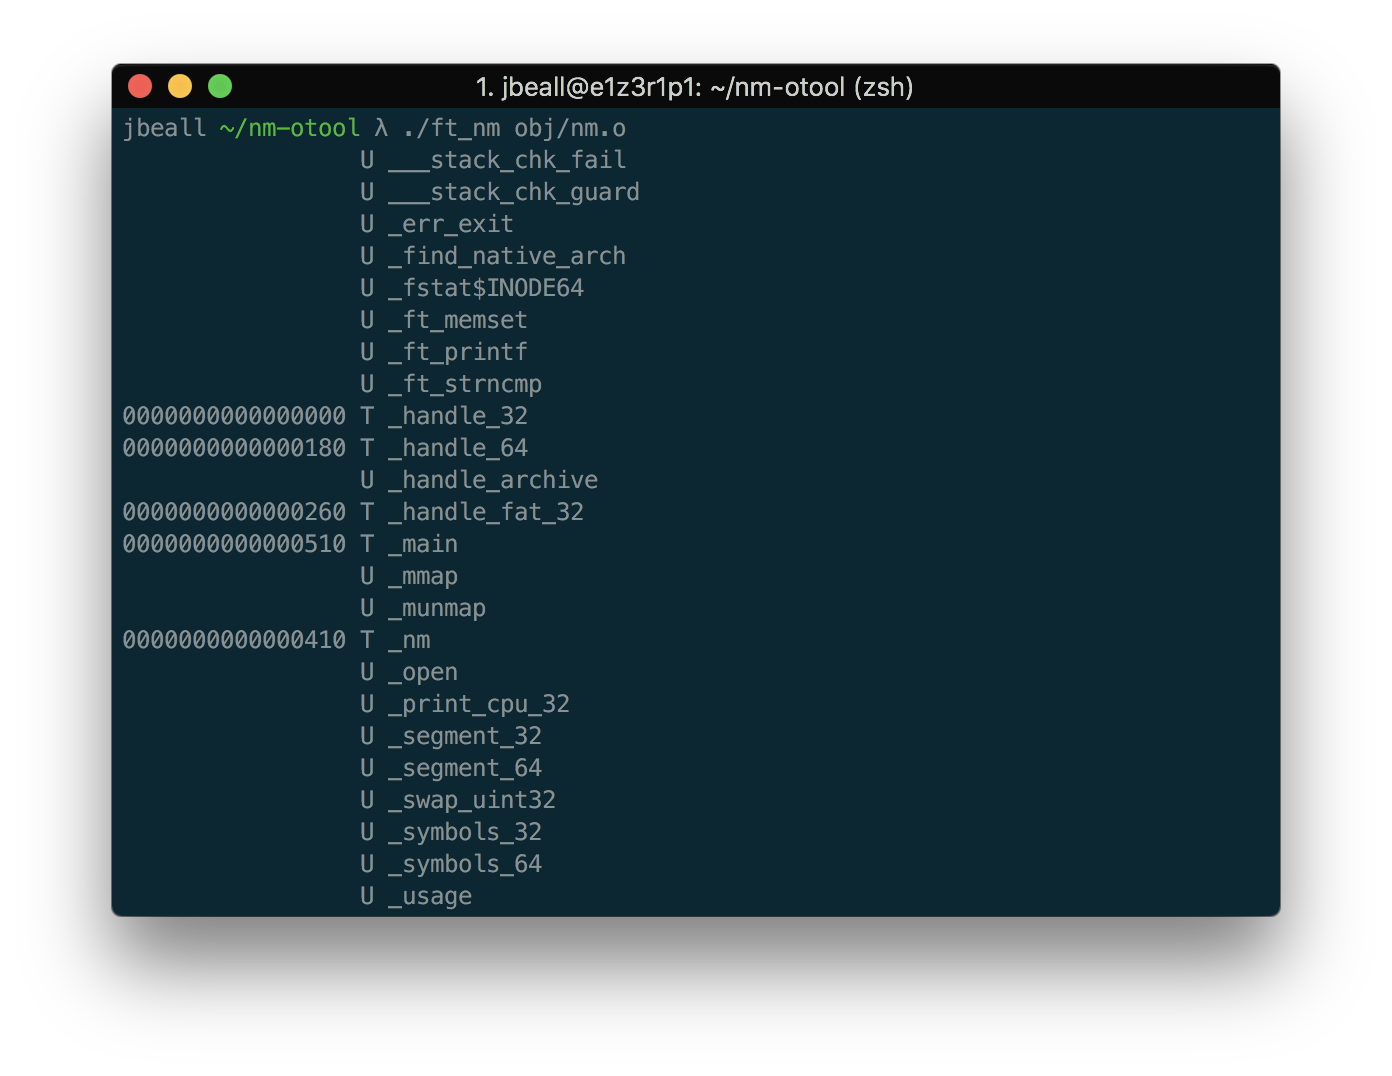 1. jbeall@e1z3r1p1: ~/nm-otool (zsh)
jbeall ~/nm-otool λ ./ft_nm obj/nm.o
                 U ___stack_chk_fail
                 U ___stack_chk_guard
                 U _err_exit
                 U _find_native_arch
                 U _fstat$INODE64
                 U _ft_memset
                 U _ft_printf
                 U _ft_strncmp
0000000000000000 T _handle_32
0000000000000180 T _handle_64
                 U _handle_archive
0000000000000260 T _handle_fat_32
0000000000000510 T _main
                 U _mmap
                 U _munmap
0000000000000410 T _nm
                 U _open
                 U _print_cpu_32
                 U _segment_32
                 U _segment_64
                 U _swap_uint32
                 U _symbols_32
                 U _symbols_64
                 U _usage